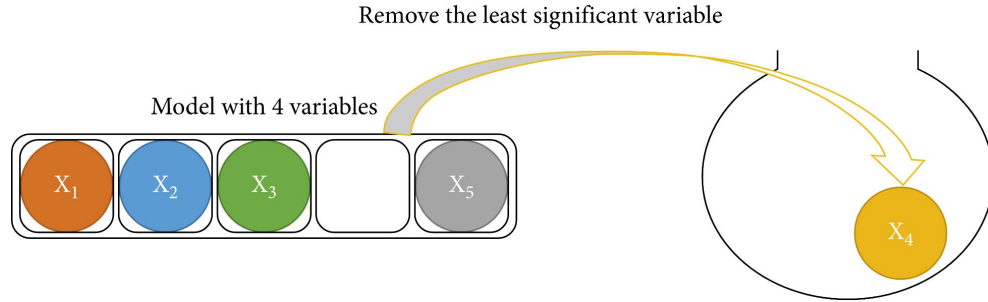 Remove the least significant variable
Model with 4 variables
X₁ X₂ X₃ X₅
X₄